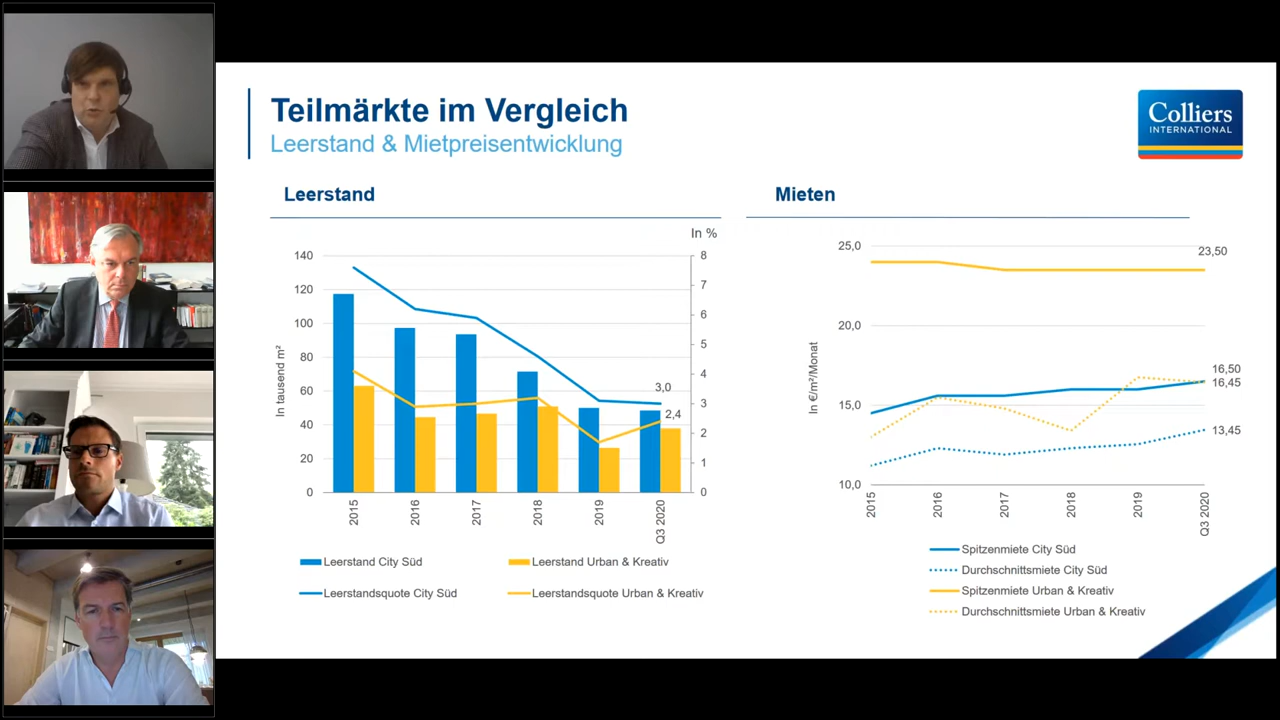 Teilmärkte im Vergleich
Leerstand & Mietpreisentwicklung
Colliers
INTERNATIONAL
Leerstand
In %
140
120
100
80
60
40
20
0
In tausend m²
8
7
6
5
4
3
2
1
0
3,0
2,4
2015
2016
2017
2018
2019
Q3 2020
Leerstand City Süd
Leerstand Urban & Kreativ
Leerstandsquote City Süd
Leerstandsquote Urban & Kreativ
Mieten
25,0
20,0
15,0
10,0
In €/m²/Monat
23,50
16,50
16,45
13,45
2015
2016
2017
2018
2019
Q3 2020
Spitzenmiete City Süd
Durchschnittsmiete City Süd
Spitzenmiete Urban & Kreativ
Durchschnittsmiete Urban & Kreativ